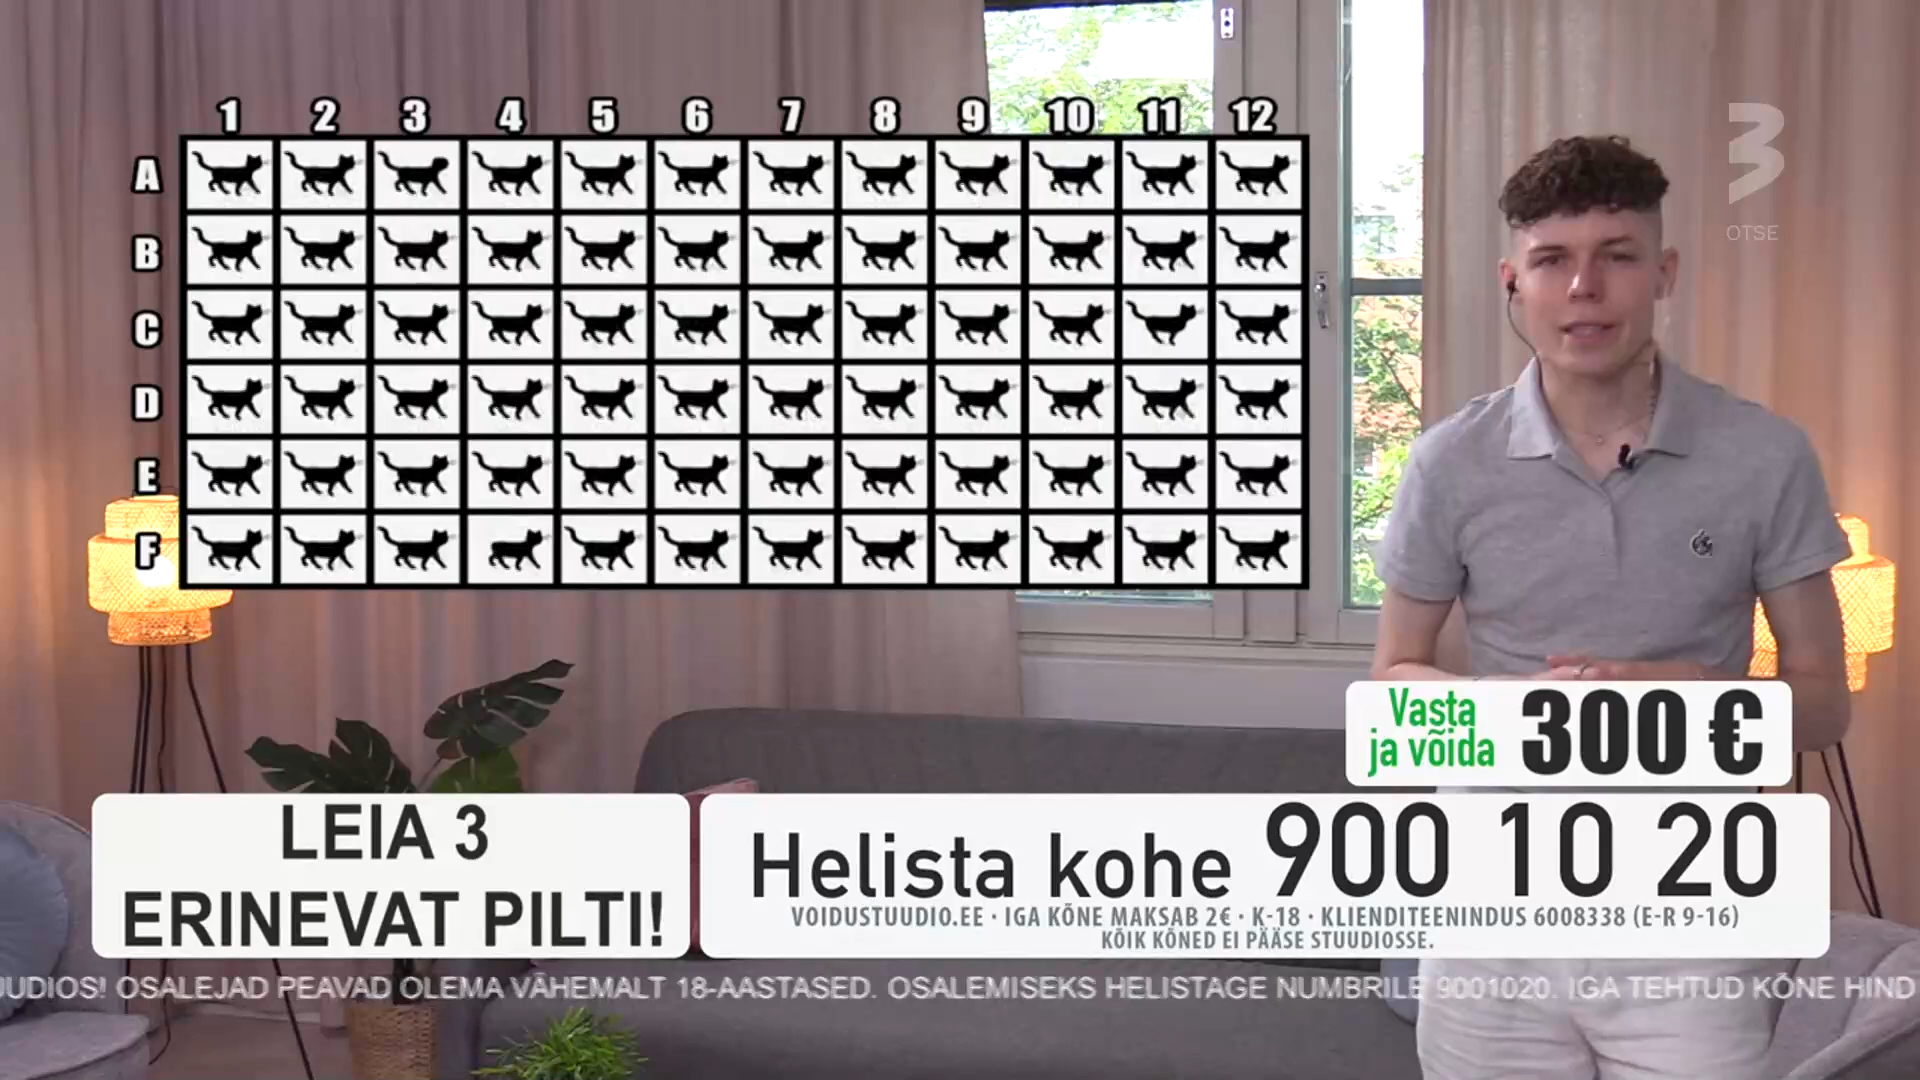 1 2 3 4 5 6 7 8 9 10 11 12
A
B
C
D
E
F
3
OTSE
Vasta
ja võida
300 €
LEIA 3
ERINEVAT PILTI!
Helista kohe 900 10 20
VOIDUSTUUDIO.EE · IGA KÕNE MAKSAB 2€ · K-18 · KLIENDITEENINDUS 6008338 (E-R 9-16)
KÕIK KÕNED EI PÄÄSE STUUDIOSSE.
UUDIOS! OSALEJAD PEAVAD OLEMA VÄHEMALT 18-AASTASED. OSALEMISEKS HELISTAGE NUMBRILE 9001020. IGA TEHTUD KÕNE HIND